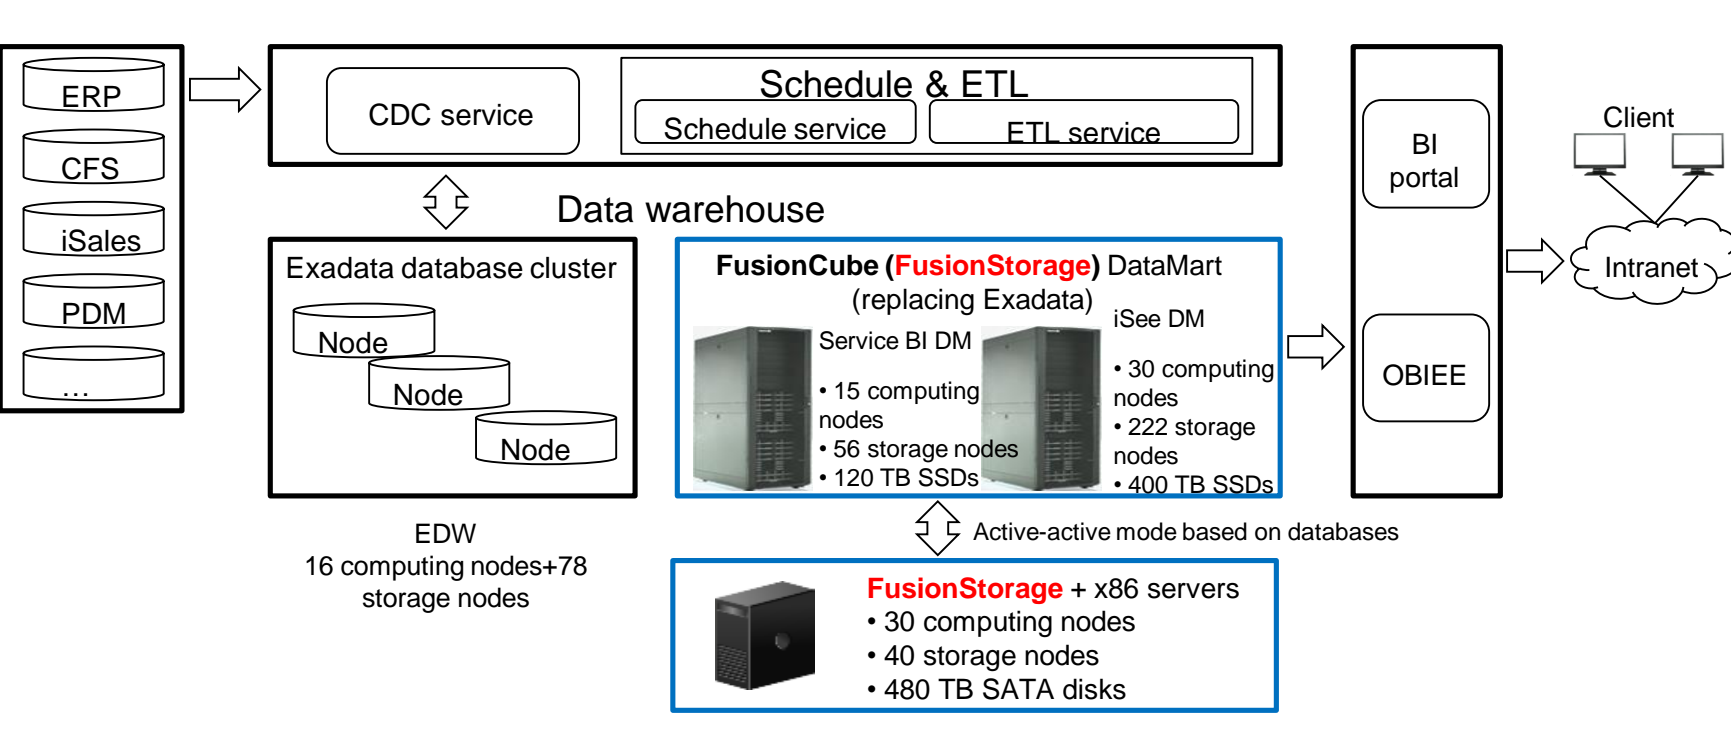 ERP
CFS
iSales
PDM
…
CDC service
Schedule & ETL
Schedule service
ETL service
Data warehouse
Exadata database cluster
Node
Node
Node
EDW
16 computing nodes+78
storage nodes
FusionCube (FusionStorage) DataMart
(replacing Exadata)
Service BI DM
• 15 computing
nodes
• 56 storage nodes
• 120 TB SSDs
iSee DM
• 30 computing
nodes
• 222 storage
nodes
• 400 TB SSDs
Active-active mode based on databases
FusionStorage + x86 servers
• 30 computing nodes
• 40 storage nodes
• 480 TB SATA disks
BI
portal
OBIEE
Client
Intranet